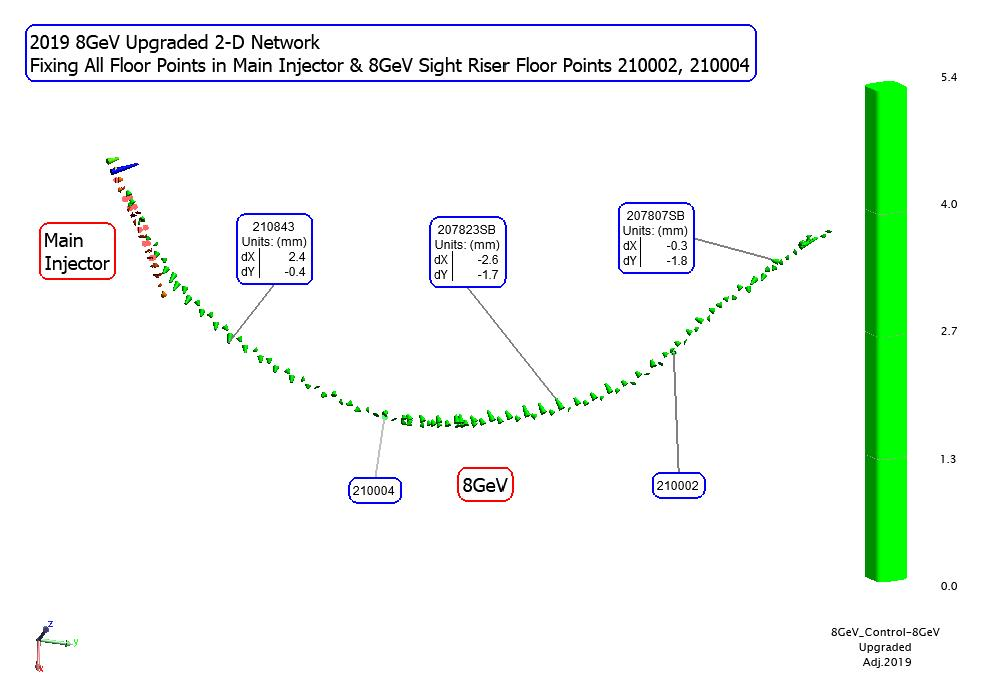 2019 8GeV Upgraded 2-D Network
Fixing All Floor Points in Main Injector & 8GeV Sight Riser Floor Points 210002, 210004
5.4
4.0
2.7
1.3
0.0
Main
Injector
210843
Units: (mm)
dX 2.4
dY -0.4
207823SB
Units: (mm)
dX -2.6
dY -1.7
207807SB
Units: (mm)
dX -0.3
dY -1.8
210004
8GeV
210002
z
y
x
8GeV_Control-8GeV
Upgraded
Adj.2019